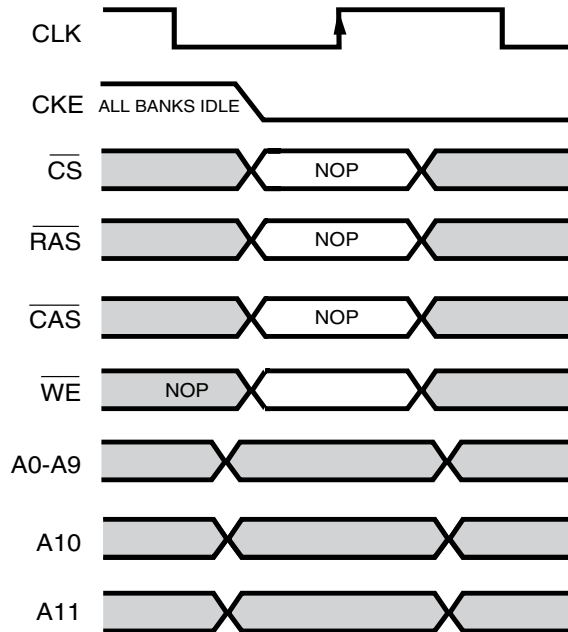 CLK
CKE ALL BANKS IDLE
CS NOP
RAS NOP
CAS NOP
WE NOP
A0-A9
A10
A11